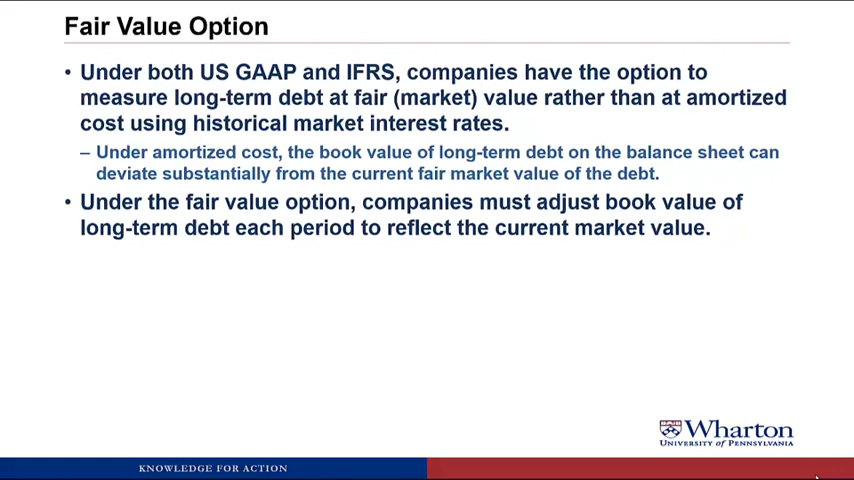 Fair Value Option
• Under both US GAAP and IFRS, companies have the option to
measure long-term debt at fair (market) value rather than at amortized
cost using historical market interest rates.
– Under amortized cost, the book value of long-term debt on the balance sheet can
deviate substantially from the current fair market value of the debt.
• Under the fair value option, companies must adjust book value of
long-term debt each period to reflect the current market value.
Wharton
UNIVERSITY OF PENNSYLVANIA
KNOWLEDGE FOR ACTION